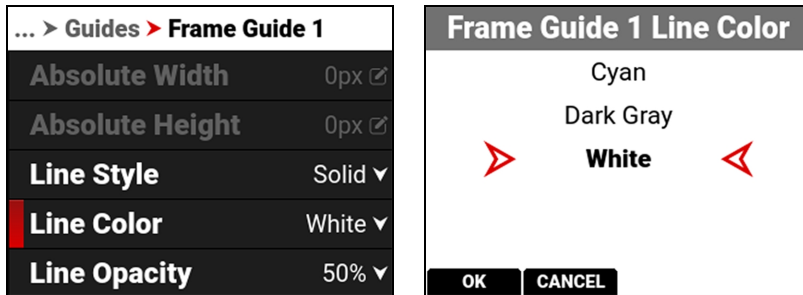 ... > Guides > Frame Guide 1
Absolute Width 0px
Absolute Height 0px
Line Style Solid
Line Color White
Line Opacity 50%
Frame Guide 1 Line Color
Cyan
Dark Gray
White
OK CANCEL